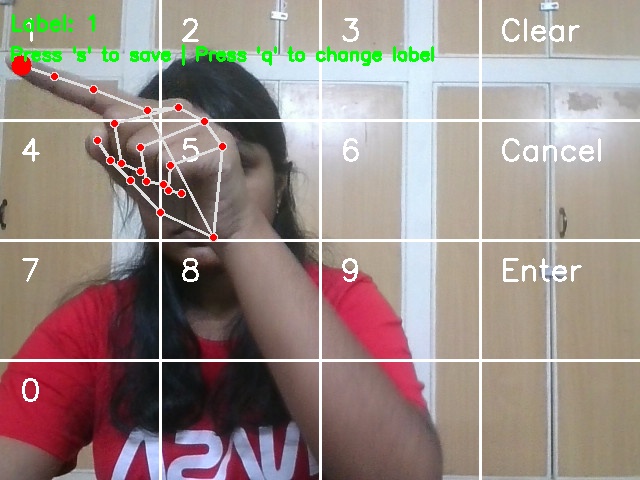 Label: 1
1 2 3 Clear
Press 's' to save | Press 'q' to change label
4 5 6 Cancel
7 8 9 Enter
0